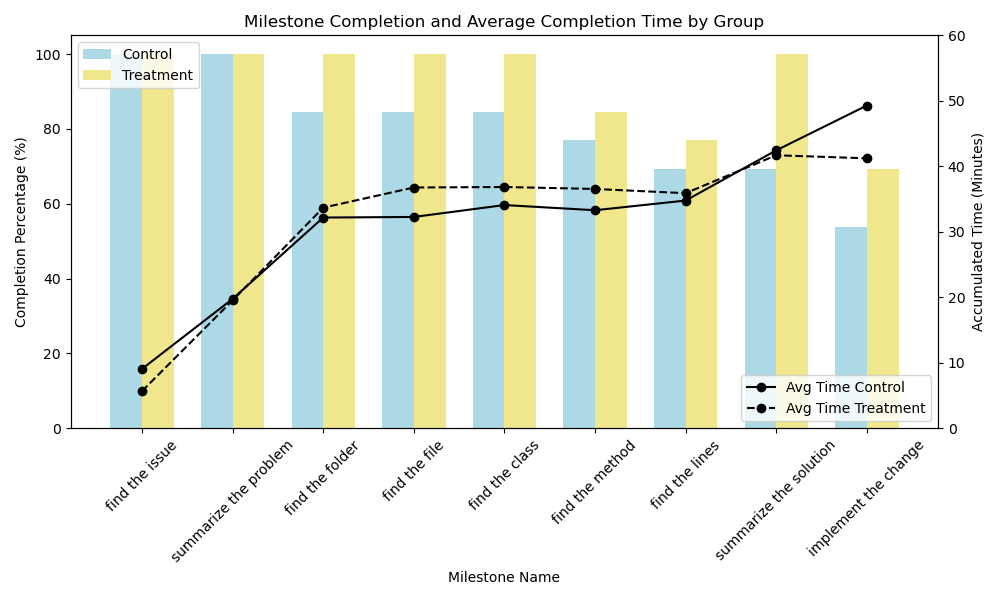 Milestone Completion and Average Completion Time by Group
Control
Treatment
Completion Percentage (%)
100
80
60
40
20
0
Accumulated Time (Minutes)
60
50
40
30
20
10
0
Avg Time Control
Avg Time Treatment
find the issue
summarize the problem
find the folder
find the file
find the class
find the method
find the lines
summarize the solution
implement the change
Milestone Name